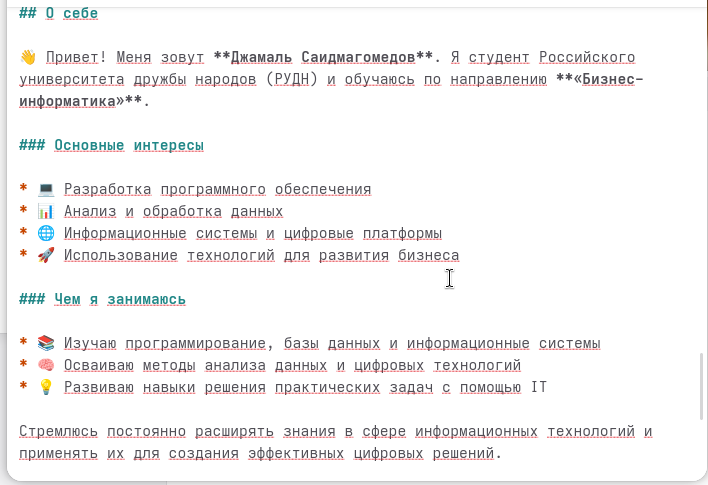 ## О себе
👋 Привет! Меня зовут **Джамаль Саидмагомедов**. Я студент Российского
университета дружбы народов (РУДН) и обучаюсь по направлению **«Бизнес-
информатика»**.
### Основные интересы
* 💻 Разработка программного обеспечения
* 📊 Анализ и обработка данных
* 🌐 Информационные системы и цифровые платформы
* 🚀 Использование технологий для развития бизнеса
### Чем я занимаюсь
* 📚 Изучаю программирование, базы данных и информационные системы
* 🧠 Осваиваю методы анализа данных и цифровых технологий
* 💡 Развиваю навыки решения практических задач с помощью IT
Стремлюсь постоянно расширять знания в сфере информационных технологий и
применять их для создания эффективных цифровых решений.